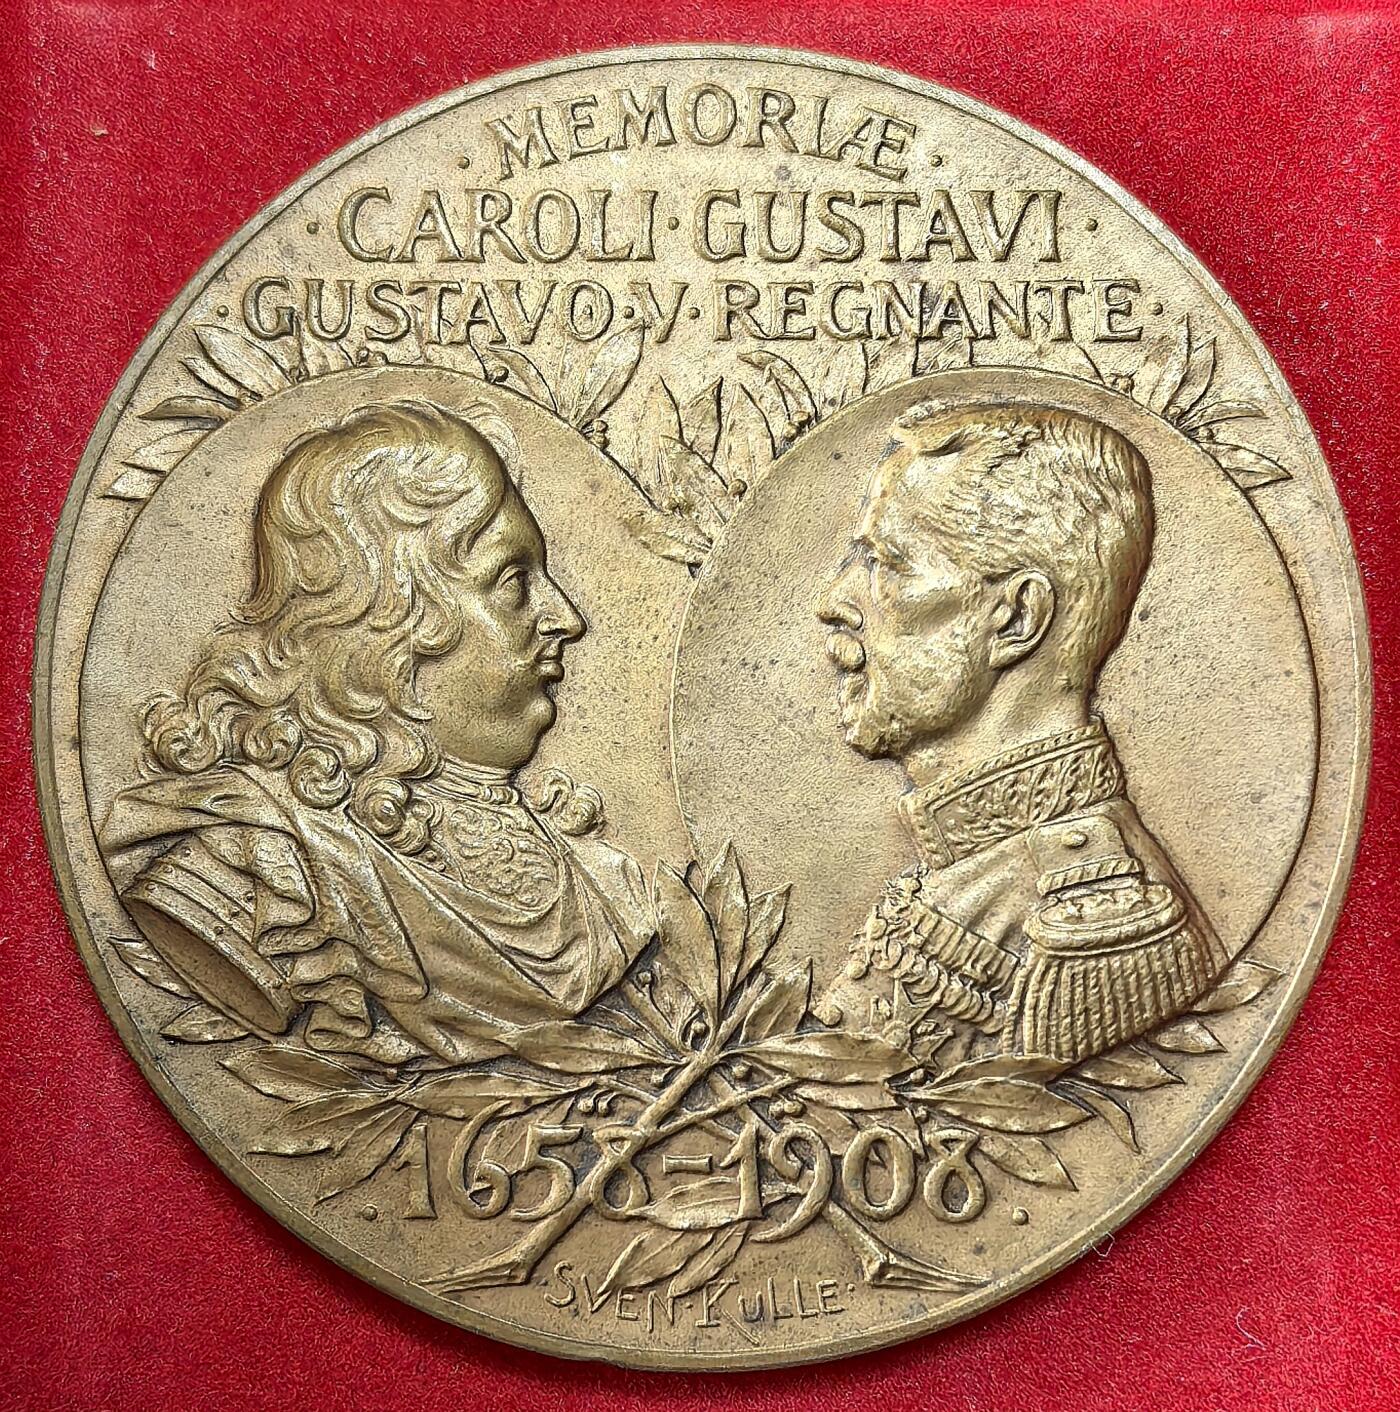 · MEMORIÆ ·
· CAROLI · GUSTAVI ·
· GUSTAVO · V · REGNANTE ·
· 1658-1908 ·
SVEN · KULLE ·